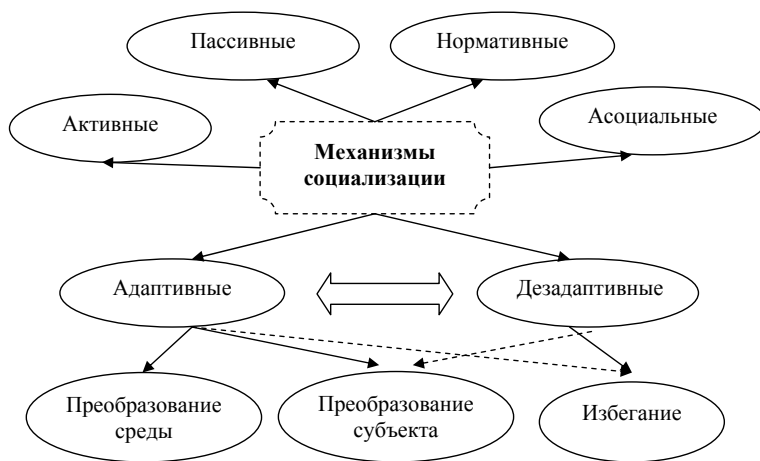 Пассивные
Нормативные
Активные
Асоциальные
Механизмы
социализации
Адаптивные
Дезадаптивные
Преобразование
среды
Преобразование
субъекта
Избегание